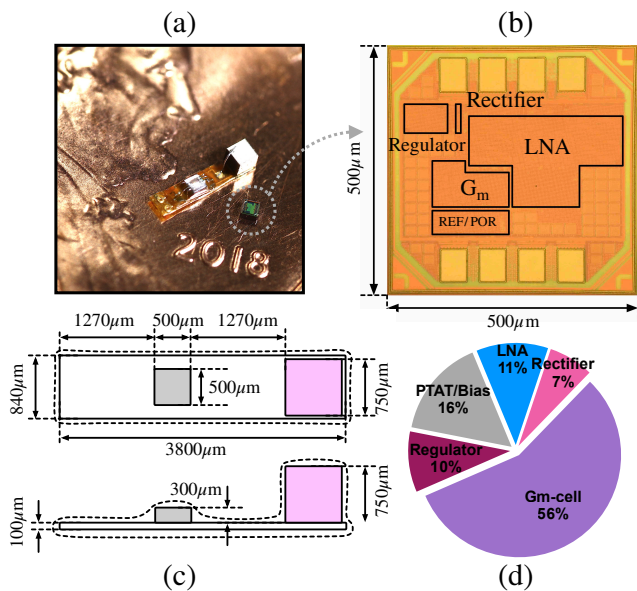 (a)
(b)
2018
500µm
Rectifier
Regulator
LNA
Gm
REF/POR
500µm
1270µm
500µm
1270µm
840µm
500µm
750µm
3800µm
300µm
100µm
750µm
LNA
11%
Rectifier
7%
PTAT/Bias
16%
Regulator
10%
Gm-cell
56%
(c)
(d)